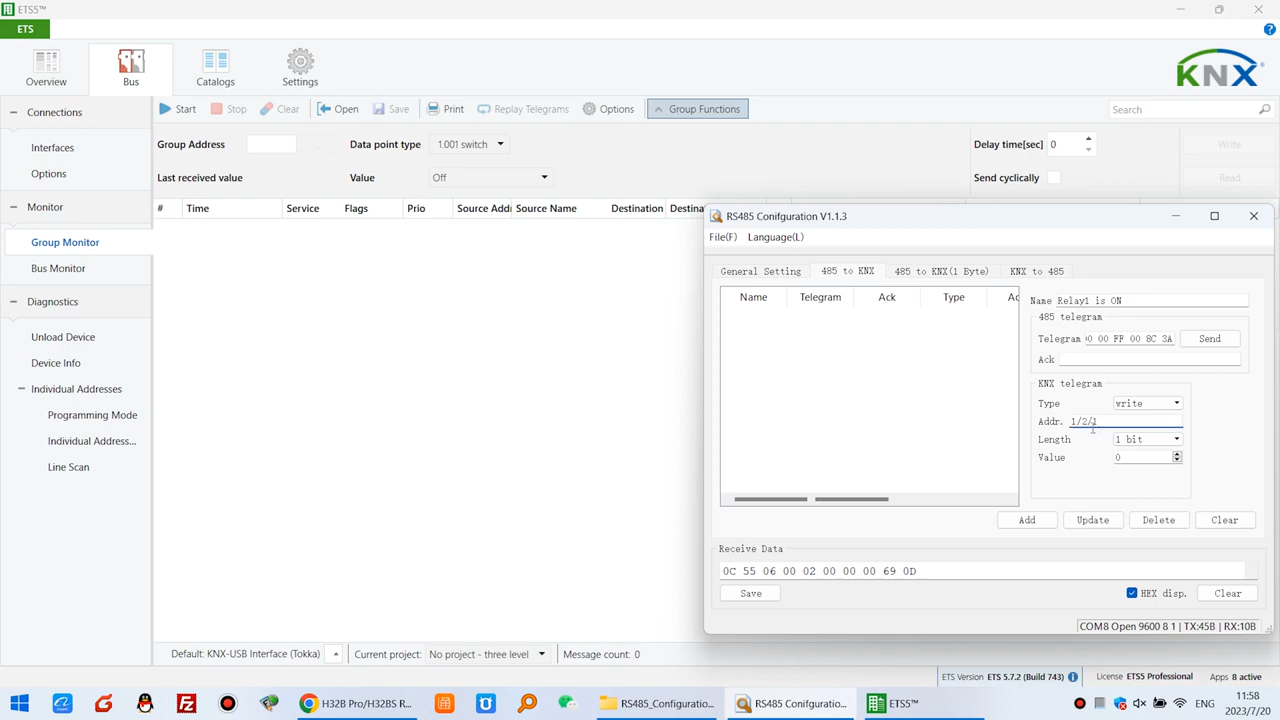 ETS5™
ETS
Overview
Bus
Catalogs
Settings
KNX
Connections
Interfaces
Options
Monitor
Group Monitor
Bus Monitor
Diagnostics
Unload Device
Device Info
Individual Addresses
Programming Mode
Individual Address...
Line Scan
Start Stop Clear Open Save Print Replay Telegrams Options Group Functions Search
Group Address Data point type 1.001 switch Delay time[sec] 0 Write
Last received value Value Off Send cyclically Read
# Time Service Flags Prio Source Addr Source Name Destination Destina
RS485 Conifguration V1.1.3
File(F) Language(L)
General Setting 485 to KNX 485 to KNX(1 Byte) KNX to 485
Name Telegram Ack Type Ad
Name Relay1 is ON
485 telegram
Telegram 00 00 FF 00 8C 3A Send
Ack
KNX telegram
Type write
Addr. 1/2/1
Length 1 bit
Value 0
Add Update Delete Clear
Receive Data
0C 55 06 00 02 00 00 00 69 0D
Save HEX disp. Clear
COM8 Open 9600 8 1 | TX:45B | RX:10B
Default: KNX-USB Interface (Tokka) Current project: No project - three level Message count: 0
ETS Version ETS 5.7.2 (Build 743) License ETS5 Professional Apps 8 active
H32B Pro/H32BS R... RS485_Configuratio... RS485 Configuratio... ETS5™ ENG
11:58
2023/7/20